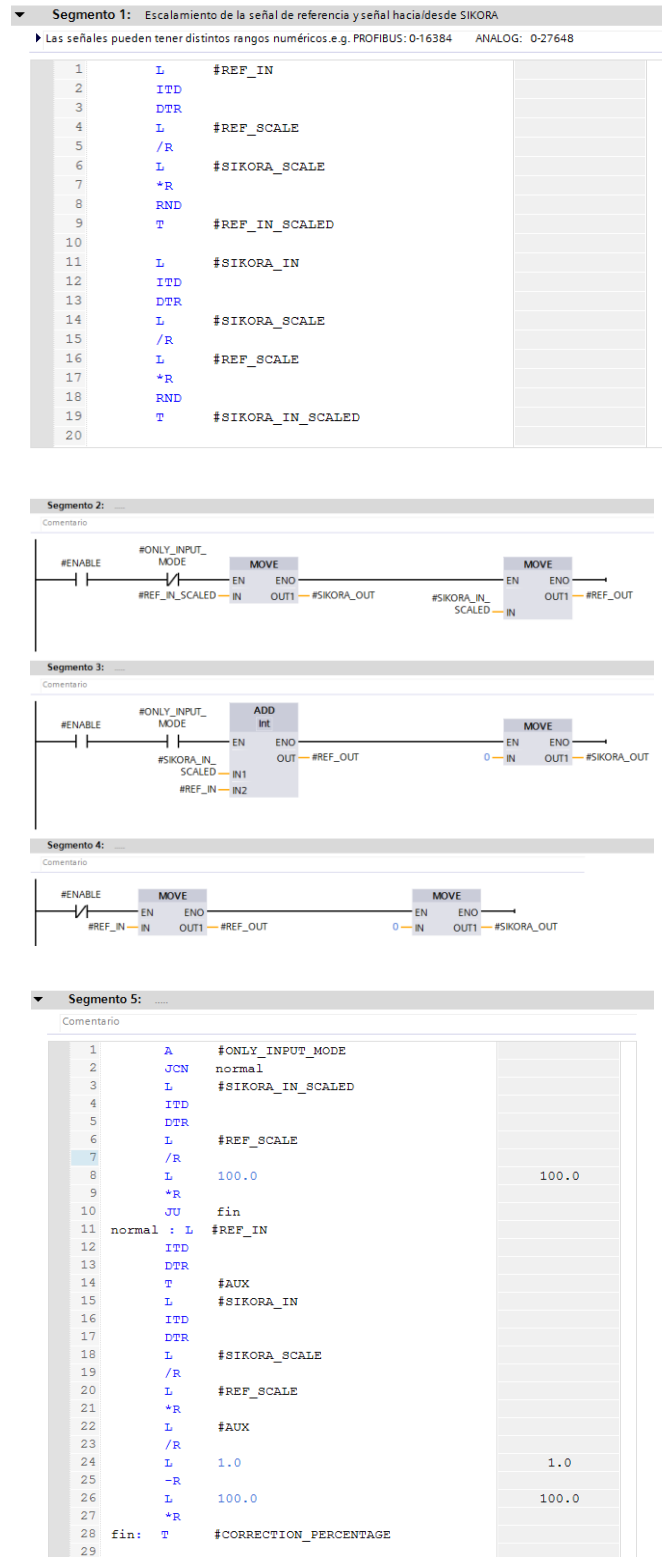 Segmento 1: Escalamiento de la señal de referencia y señal hacia/desde SIKORA
Las señales pueden tener distintos rangos numéricos.e.g. PROFIBUS: 0-16384 ANALOG: 0-27648
1 L #REF_IN
2 ITD
3 DTR
4 L #REF_SCALE
5 /R
6 L #SIKORA_SCALE
7 *R
8 RND
9 T #REF_IN_SCALED
10
11 L #SIKORA_IN
12 ITD
13 DTR
14 L #SIKORA_SCALE
15 /R
16 L #REF_SCALE
17 *R
18 RND
19 T #SIKORA_IN_SCALED
20
Segmento 2: .....
Comentario
#ENABLE
#ONLY_INPUT_
MODE
MOVE
EN ENO
#REF_IN_SCALED IN OUT1 #SIKORA_OUT
MOVE
EN ENO
OUT1 #REF_OUT
#SIKORA_IN_
SCALED IN
Segmento 3: .....
Comentario
#ENABLE
#ONLY_INPUT_
MODE
ADD
Int
EN ENO
OUT #REF_OUT
#SIKORA_IN_
SCALED IN1
#REF_IN IN2
MOVE
EN ENO
0 IN OUT1 #SIKORA_OUT
Segmento 4: .....
Comentario
#ENABLE
MOVE
EN ENO
#REF_IN IN OUT1 #REF_OUT
MOVE
EN ENO
0 IN OUT1 #SIKORA_OUT
Segmento 5: .....
Comentario
1 A #ONLY_INPUT_MODE
2 JCN normal
3 L #SIKORA_IN_SCALED
4 ITD
5 DTR
6 L #REF_SCALE
7 /R
8 L 100.0 100.0
9 *R
10 JU fin
11 normal : L #REF_IN
12 ITD
13 DTR
14 T #AUX
15 L #SIKORA_IN
16 ITD
17 DTR
18 L #SIKORA_SCALE
19 /R
20 L #REF_SCALE
21 *R
22 L #AUX
23 /R
24 L 1.0 1.0
25 -R
26 L 100.0 100.0
27 *R
28 fin: T #CORRECTION_PERCENTAGE
29